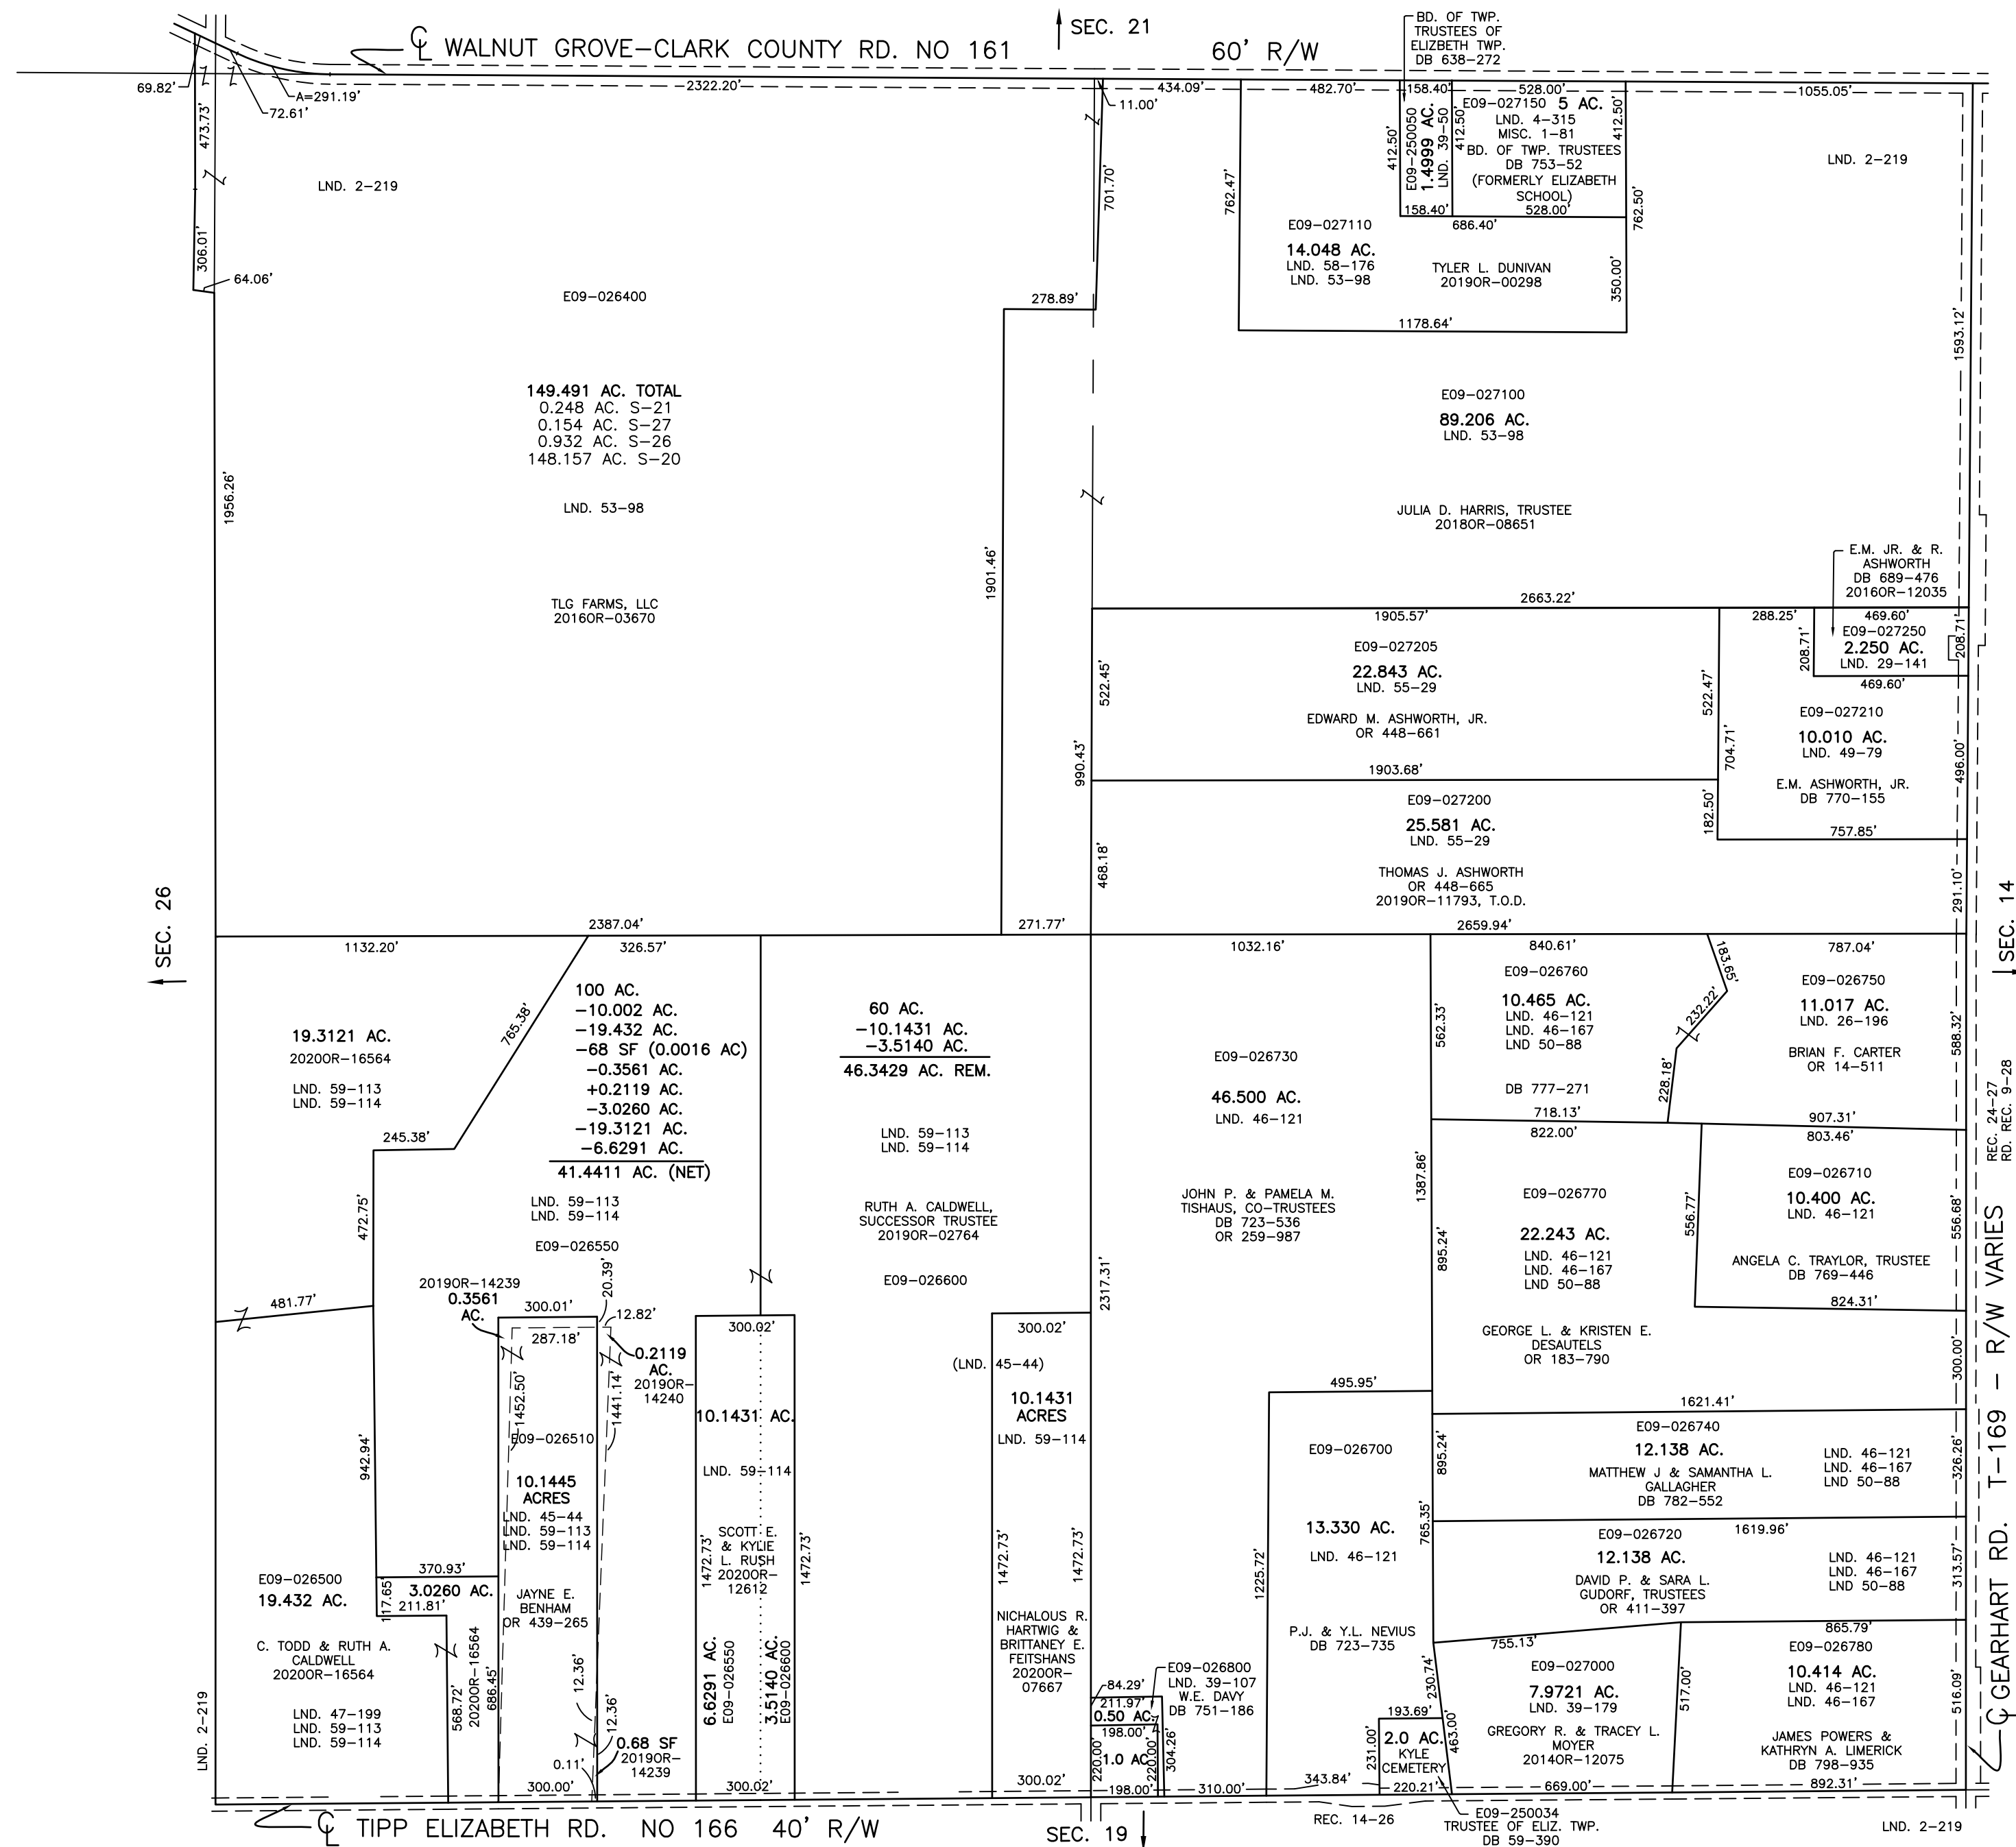 SEC. 21
℄ WALNUT GROVE-CLARK COUNTY RD. NO 161
60' R/W
BD. OF TWP.
TRUSTEES OF
ELIZBETH TWP.
DB 638-272
69.82'
473.73'
A=291.19'
72.61'
2322.20'
11.00'
434.09'
482.70'
158.40'
528.00'
1055.05'
LND. 2-219
306.01'
64.06'
701.70'
762.47'
412.50'
E09-250050
1.4999 AC.
LND. 39-50
412.50'
E09-027150 5 AC.
LND. 4-315
MISC. 1-81
BD. OF TWP. TRUSTEES
DB 753-52
(FORMERLY ELIZABETH
SCHOOL)
412.50'
158.40'
528.00'
686.40'
762.50'
350.00'
LND. 2-219
E09-027110
14.048 AC.
LND. 58-176
LND. 53-98
TYLER L. DUNIVAN
2019OR-00298
1178.64'
278.89'
1593.12'
E09-026400
149.491 AC. TOTAL
0.248 AC. S-21
0.154 AC. S-27
0.932 AC. S-26
148.157 AC. S-20
LND. 53-98
TLG FARMS, LLC
2016OR-03670
1956.26'
1901.46'
E09-027100
89.206 AC.
LND. 53-98
JULIA D. HARRIS, TRUSTEE
2018OR-08651
E.M. JR. & R.
ASHWORTH
DB 689-476
2016OR-12035
2663.22'
1905.57'
288.25'
469.60'
E09-027250
2.250 AC.
LND. 29-141
208.71'
208.71'
469.60'
E09-027205
22.843 AC.
LND. 55-29
EDWARD M. ASHWORTH, JR.
OR 448-661
522.45'
522.47'
990.43'
704.71'
E09-027210
10.010 AC.
LND. 49-79
E.M. ASHWORTH, JR.
DB 770-155
496.00'
1903.68'
182.50'
757.85'
E09-027200
25.581 AC.
LND. 55-29
THOMAS J. ASHWORTH
OR 448-665
2019OR-11793, T.O.D.
468.18'
291.10'
SEC. 26
SEC. 14
2387.04'
271.77'
2659.94'
1132.20'
326.57'
1032.16'
840.61'
787.04'
19.3121 AC.
2020OR-16564
LND. 59-113
LND. 59-114
765.38'
245.38'
472.75'
481.77'
100 AC.
-10.002 AC.
-19.432 AC.
-68 SF (0.0016 AC)
-0.3561 AC.
+0.2119 AC.
-3.0260 AC.
-19.3121 AC.
-6.6291 AC.
41.4411 AC. (NET)
LND. 59-113
LND. 59-114
E09-026550
60 AC.
-10.1431 AC.
-3.5140 AC.
46.3429 AC. REM.
LND. 59-113
LND. 59-114
RUTH A. CALDWELL,
SUCCESSOR TRUSTEE
2019OR-02764
E09-026600
2317.31'
E09-026730
46.500 AC.
LND. 46-121
JOHN P. & PAMELA M.
TISHAUS, CO-TRUSTEES
DB 723-536
OR 259-987
562.33'
1387.86'
895.24'
E09-026760
10.465 AC.
LND. 46-121
LND. 46-167
LND 50-88
DB 777-271
718.13'
183.65'
232.22'
228.18'
E09-026750
11.017 AC.
LND. 26-196
BRIAN F. CARTER
OR 14-511
907.31'
588.32'
REC. 24-27
RD. REC. 9-28
822.00'
803.46'
E09-026770
22.243 AC.
LND. 46-121
LND. 46-167
LND 50-88
GEORGE L. & KRISTEN E.
DESAUTELS
OR 183-790
556.77'
E09-026710
10.400 AC.
LND. 46-121
ANGELA C. TRAYLOR, TRUSTEE
DB 769-446
824.31'
556.68'
300.00'
1621.41'
2019OR-14239
0.3561
AC.
300.01'
20.39'
12.82'
287.18'
0.2119
AC.
2019OR-
14240
1452.50'
1441.14'
E09-026510
10.1445
ACRES
LND. 45-44
LND. 59-113
LND. 59-114
JAYNE E.
BENHAM
OR 439-265
12.36'
12.36'
0.11'
0.68 SF
2019OR-
14239
300.00'
942.94'
370.93'
117.65'
3.0260 AC.
211.81'
568.72'
2020OR-16564
686.45'
E09-026500
19.432 AC.
C. TODD & RUTH A.
CALDWELL
2020OR-16564
LND. 47-199
LND. 59-113
LND. 59-114
LND. 2-219
300.02'
10.1431 AC.
LND. 59-114
SCOTT E.
& KYLIE
L. RUSH
2020OR-
12612
1472.73'
1472.73'
6.6291 AC.
E09-026550
3.5140 AC.
E09-026600
300.02'
300.02'
(LND. 45-44)
10.1431
ACRES
LND. 59-114
1472.73'
1472.73'
NICHALOUS R.
HARTWIG &
BRITTANEY E.
FEITSHANS
2020OR-
07667
300.02'
495.95'
E09-026700
13.330 AC.
LND. 46-121
P.J. & Y.L. NEVIUS
DB 723-735
1225.72'
895.24'
765.35'
E09-026740
12.138 AC.
MATTHEW J & SAMANTHA L.
GALLAGHER
DB 782-552
LND. 46-121
LND. 46-167
LND 50-88
326.26'
E09-026720
1619.96'
12.138 AC.
DAVID P. & SARA L.
GUDORF, TRUSTEES
OR 411-397
LND. 46-121
LND. 46-167
LND 50-88
313.57'
755.13'
865.79'
E09-026800
LND. 39-107
W.E. DAVY
DB 751-186
84.29'
211.97'
0.50 AC.
198.00'
1.0 AC.
220.00'
220.00'
304.26'
198.00'
310.00'
343.84'
193.69'
231.00'
2.0 AC.
KYLE
CEMETERY
220.21'
230.74'
463.00'
E09-027000
7.9721 AC.
LND. 39-179
GREGORY R. & TRACEY L.
MOYER
2014OR-12075
669.00'
517.00'
E09-026780
10.414 AC.
LND. 46-121
LND. 46-167
JAMES POWERS &
KATHRYN A. LIMERICK
DB 798-935
892.31'
516.09'
℄ GEARHART RD. T-169 - R/W VARIES
℄ TIPP ELIZABETH RD. NO 166 40' R/W
SEC. 19
REC. 14-26
E09-250034
TRUSTEE OF ELIZ. TWP.
DB 59-390
LND. 2-219